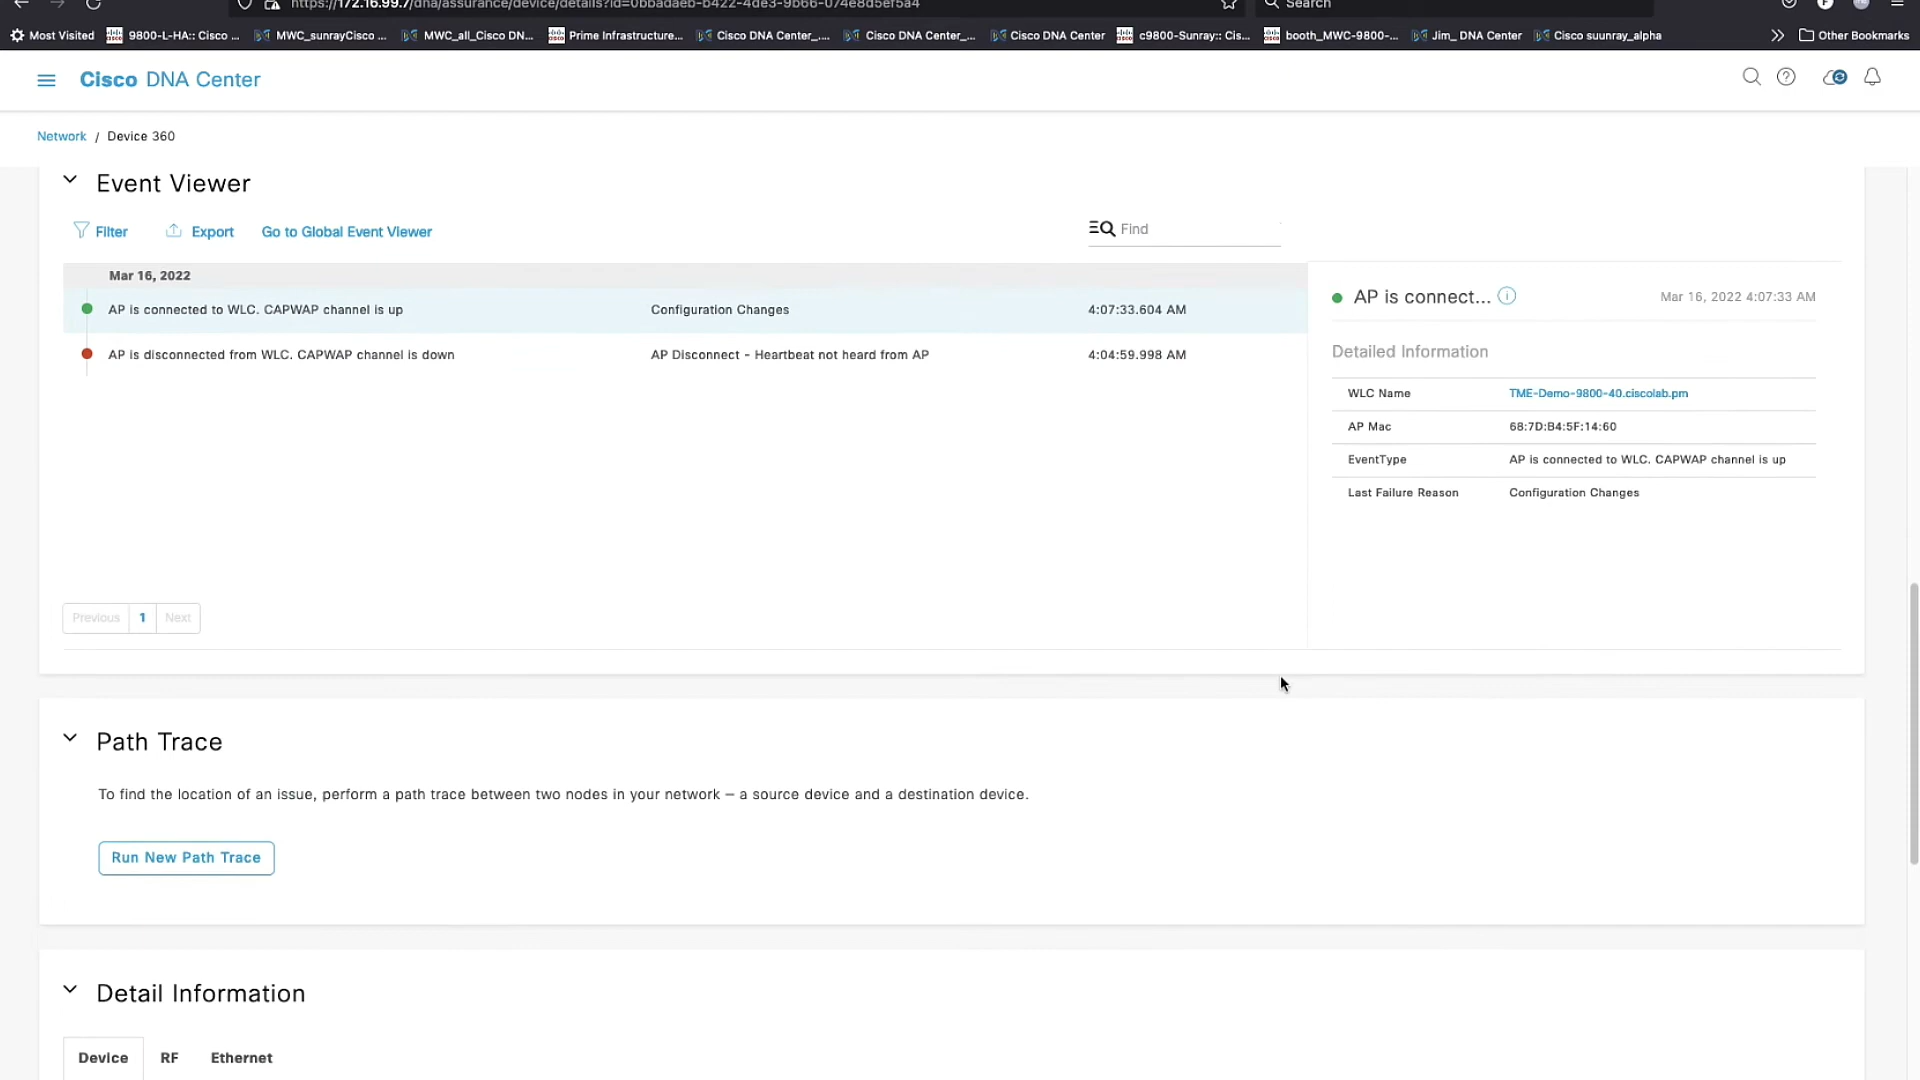 https://172.16.99.7/dna/assurance/device/details?id=0bbadaeb-b422-4de3-9b66-074e8d5ef5a4
Search
Most Visited
9800-L-HA:: Cisco ...
MWC_sunrayCisco ...
MWC_all_Cisco DN...
Prime Infrastructure...
Cisco DNA Center_....
Cisco DNA Center_...
Cisco DNA Center
c9800-Sunray:: Cis...
booth_MWC-9800-...
Jim_ DNA Center
Cisco suunray_alpha
Other Bookmarks
Cisco DNA Center
Network / Device 360
Event Viewer
Filter
Export
Go to Global Event Viewer
Find
Mar 16, 2022
AP is connected to WLC. CAPWAP channel is up
Configuration Changes
4:07:33.604 AM
AP is disconnected from WLC. CAPWAP channel is down
AP Disconnect - Heartbeat not heard from AP
4:04:59.998 AM
AP is connect...
Mar 16, 2022 4:07:33 AM
Detailed Information
WLC Name
TME-Demo-9800-40.ciscolab.pm
AP Mac
68:7D:B4:5F:14:60
EventType
AP is connected to WLC. CAPWAP channel is up
Last Failure Reason
Configuration Changes
Previous
1
Next
Path Trace
To find the location of an issue, perform a path trace between two nodes in your network – a source device and a destination device.
Run New Path Trace
Detail Information
Device
RF
Ethernet